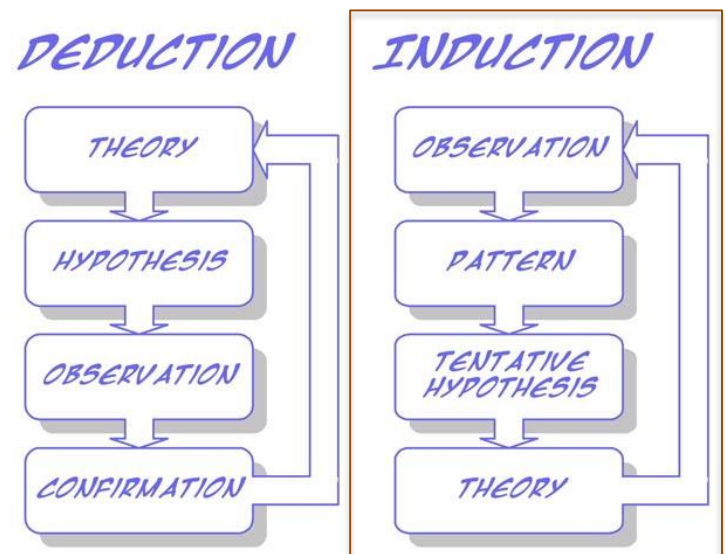 DEDUCTION
THEORY
HYPOTHESIS
OBSERVATION
CONFIRMATION
INDUCTION
OBSERVATION
PATTERN
TENTATIVE
HYPOTHESIS
THEORY